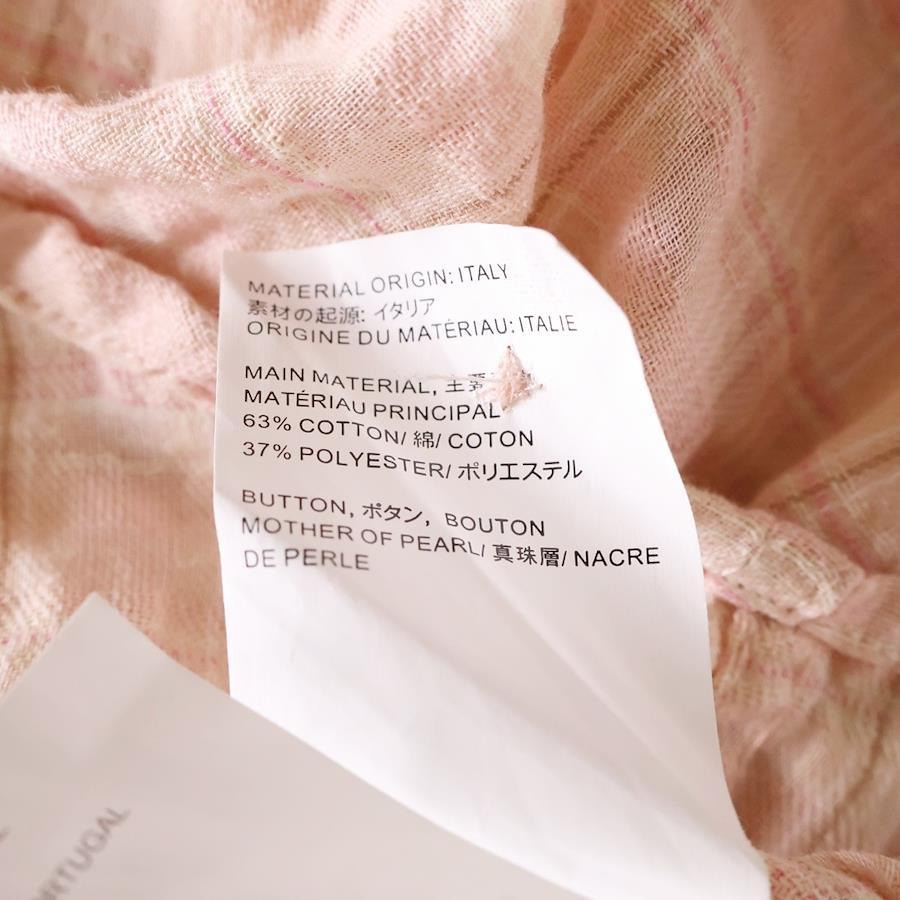 MATERIAL ORIGIN: ITALY
素材の起源: イタリア
ORIGINE DU MATÉRIAU: ITALIE
MAIN MATERIAL, 主要
MATÉRIAU PRINCIPAL
63% COTTON/ 綿/ COTON
37% POLYESTER/ ポリエステル
BUTTON, ボタン, BOUTON
MOTHER OF PEARL/ 真珠層/ NACRE
DE PERLE